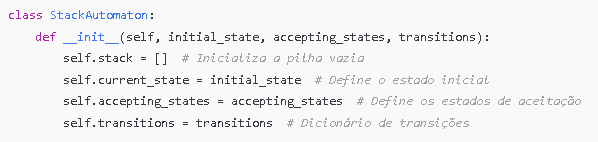 class StackAutomaton:
    def __init__(self, initial_state, accepting_states, transitions):
        self.stack = []  # Inicializa a pilha vazia
        self.current_state = initial_state  # Define o estado inicial
        self.accepting_states = accepting_states  # Define os estados de aceitação
        self.transitions = transitions  # Dicionário de transições